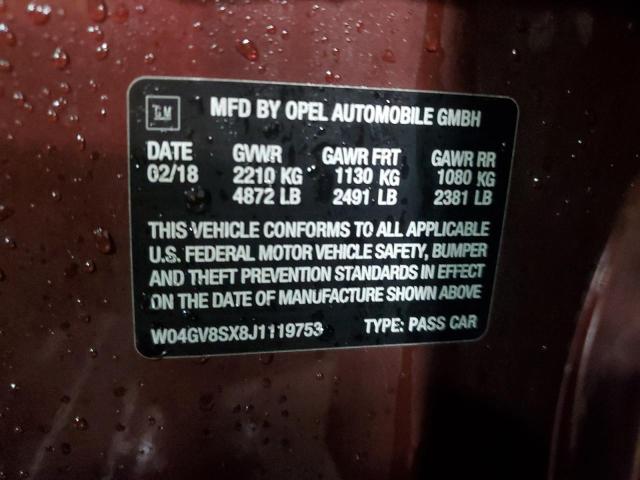 GM
MFD BY OPEL AUTOMOBILE GMBH
DATE GVWR GAWR FRT GAWR RR
02/18 2210 KG 1130 KG 1080 KG
4872 LB 2491 LB 2381 LB
THIS VEHICLE CONFORMS TO ALL APPLICABLE
U.S. FEDERAL MOTOR VEHICLE SAFETY, BUMPER
AND THEFT PREVENTION STANDARDS IN EFFECT
ON THE DATE OF MANUFACTURE SHOWN ABOVE
W04GV8SX8J1119753 TYPE: PASS CAR